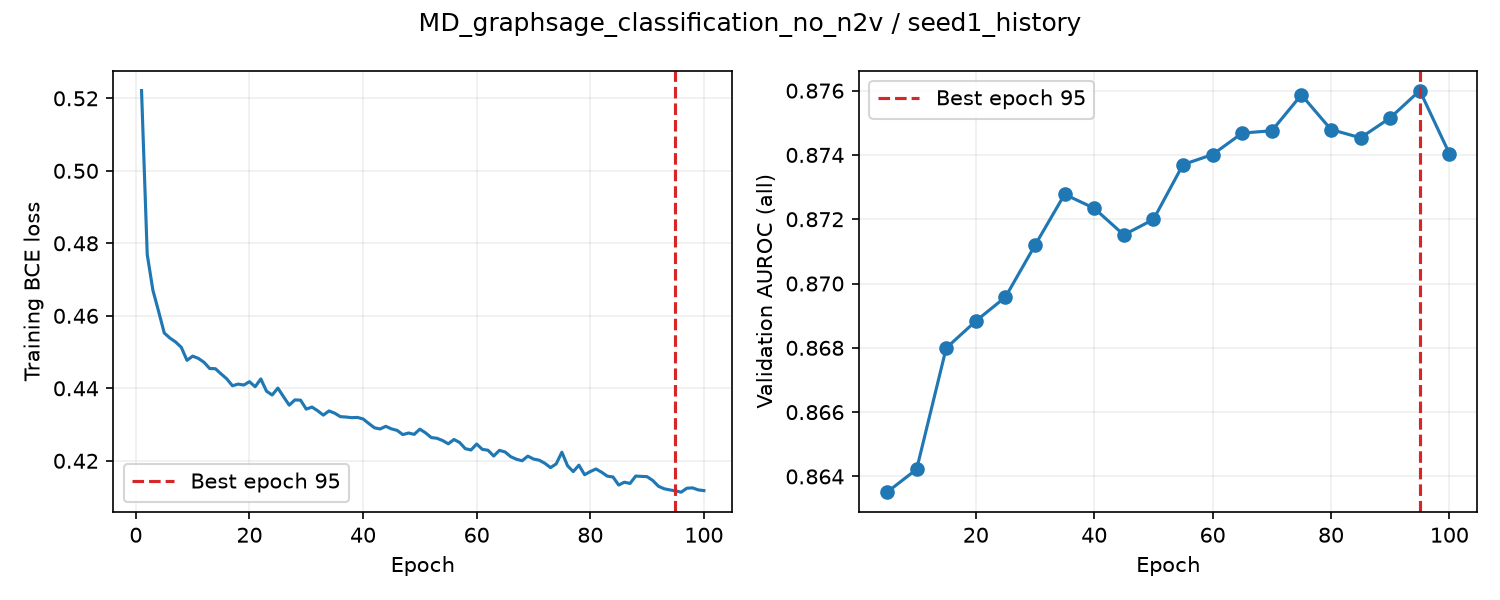 MD_graphsage_classification_no_n2v / seed1_history
Training BCE loss
0.52
0.50
0.48
0.46
0.44
0.42
Best epoch 95
0 20 40 60 80 100
Epoch
Validation AUROC (all)
0.876
0.874
0.872
0.870
0.868
0.866
0.864
Best epoch 95
20 40 60 80 100
Epoch